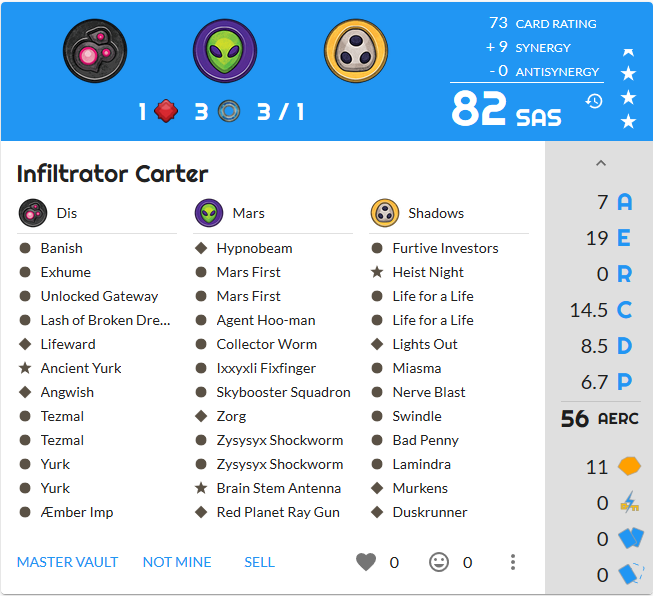 73 CARD RATING
+ 9 SYNERGY
- 0 ANTISYNERGY
1 3 3 / 1
82 SAS
Infiltrator Carter
Dis
Banish
Exhume
Unlocked Gateway
Lash of Broken Dre...
Lifeward
Ancient Yurk
Angwish
Tezmal
Tezmal
Yurk
Yurk
Æmber Imp
Mars
Hypnobeam
Mars First
Mars First
Agent Hoo-man
Collector Worm
Ixxyxli Fixfinger
Skybooster Squadron
Zorg
Zysysyx Shockworm
Zysysyx Shockworm
Brain Stem Antenna
Red Planet Ray Gun
Shadows
Furtive Investors
Heist Night
Life for a Life
Life for a Life
Lights Out
Miasma
Nerve Blast
Swindle
Bad Penny
Lamindra
Murkens
Duskrunner
MASTER VAULT NOT MINE SELL 0 0
7 A
19 E
0 R
14.5 C
8.5 D
6.7 P
56 AERC
11
0
0
0